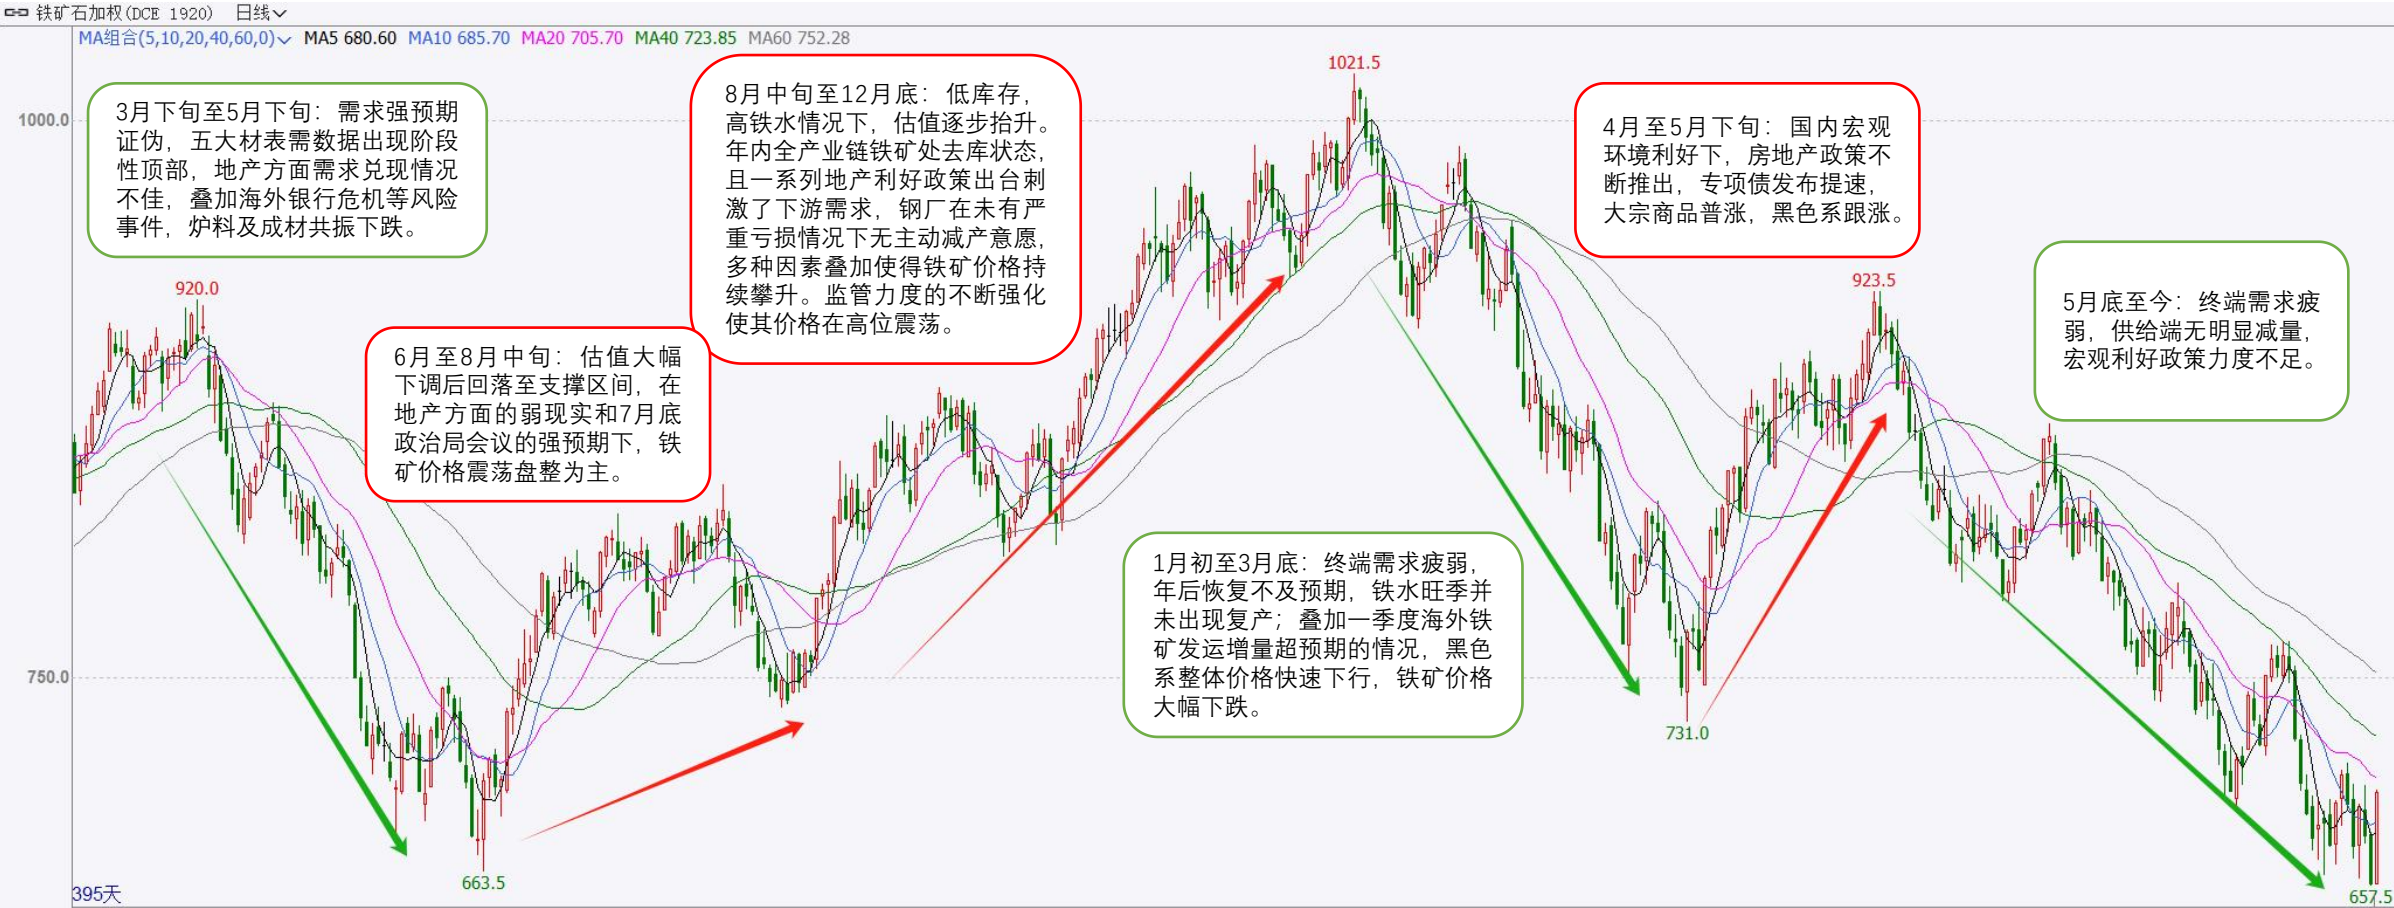 铁矿石加权(DCE 1920) 日线
MA组合(5,10,20,40,60,0) MA5 680.60 MA10 685.70 MA20 705.70 MA40 723.85 MA60 752.28
1000.0
750.0
3月下旬至5月下旬：需求强预期
证伪，五大材表需数据出现阶段
性顶部，地产方面需求兑现情况
不佳，叠加海外银行危机等风险
事件，炉料及成材共振下跌。
920.0
6月至8月中旬：估值大幅
下调后回落至支撑区间，在
地产方面的弱现实和7月底
政治局会议的强预期下，铁
矿价格震荡盘整为主。
663.5
8月中旬至12月底：低库存，
高铁水情况下，估值逐步抬升。
年内全产业链铁矿处去库状态，
且一系列地产利好政策出台刺
激了下游需求，钢厂在未有严
重亏损情况下无主动减产意愿，
多种因素叠加使得铁矿价格持
续攀升。监管力度的不断强化
使其价格在高位震荡。
1021.5
1月初至3月底：终端需求疲弱，
年后恢复不及预期，铁水旺季并
未出现复产；叠加一季度海外铁
矿发运增量超预期的情况，黑色
系整体价格快速下行，铁矿价格
大幅下跌。
731.0
4月至5月下旬：国内宏观
环境利好下，房地产政策不
断推出，专项债发布提速，
大宗商品普涨，黑色系跟涨。
923.5
5月底至今：终端需求疲
弱，供给端无明显减量，
宏观利好政策力度不足。
657.5
395天